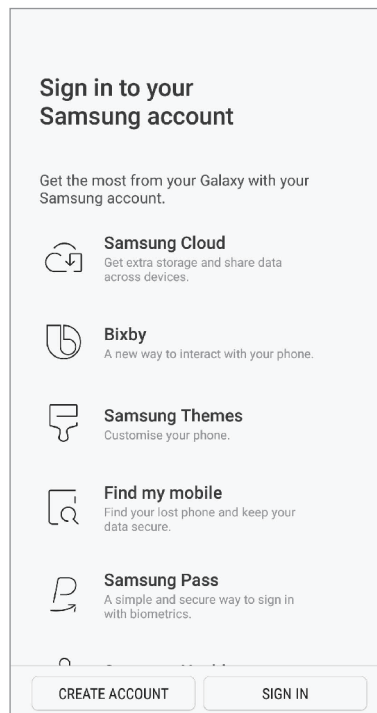 Sign in to your
Samsung account
Get the most from your Galaxy with your
Samsung account.
Samsung Cloud
Get extra storage and share data
across devices.
Bixby
A new way to interact with your phone.
Samsung Themes
Customise your phone.
Find my mobile
Find your lost phone and keep your
data secure.
Samsung Pass
A simple and secure way to sign in
with biometrics.
CREATE ACCOUNT
SIGN IN